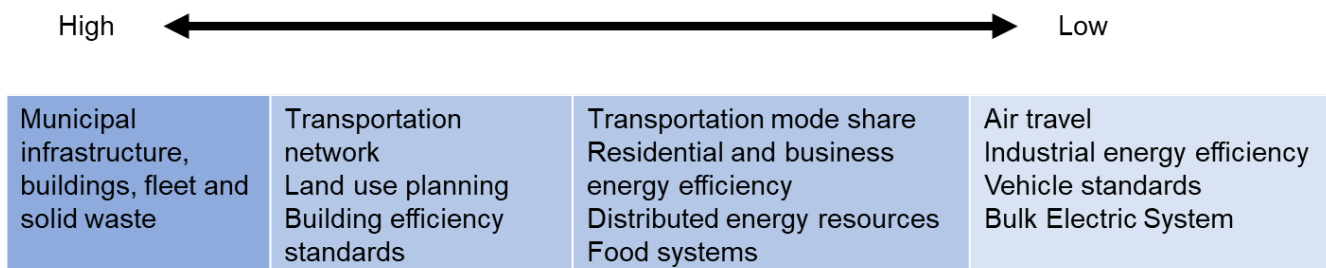 High
Low
Municipal
infrastructure,
buildings, fleet and
solid waste
Transportation
network
Land use planning
Building efficiency
standards
Transportation mode share
Residential and business
energy efficiency
Distributed energy resources
Food systems
Air travel
Industrial energy efficiency
Vehicle standards
Bulk Electric System